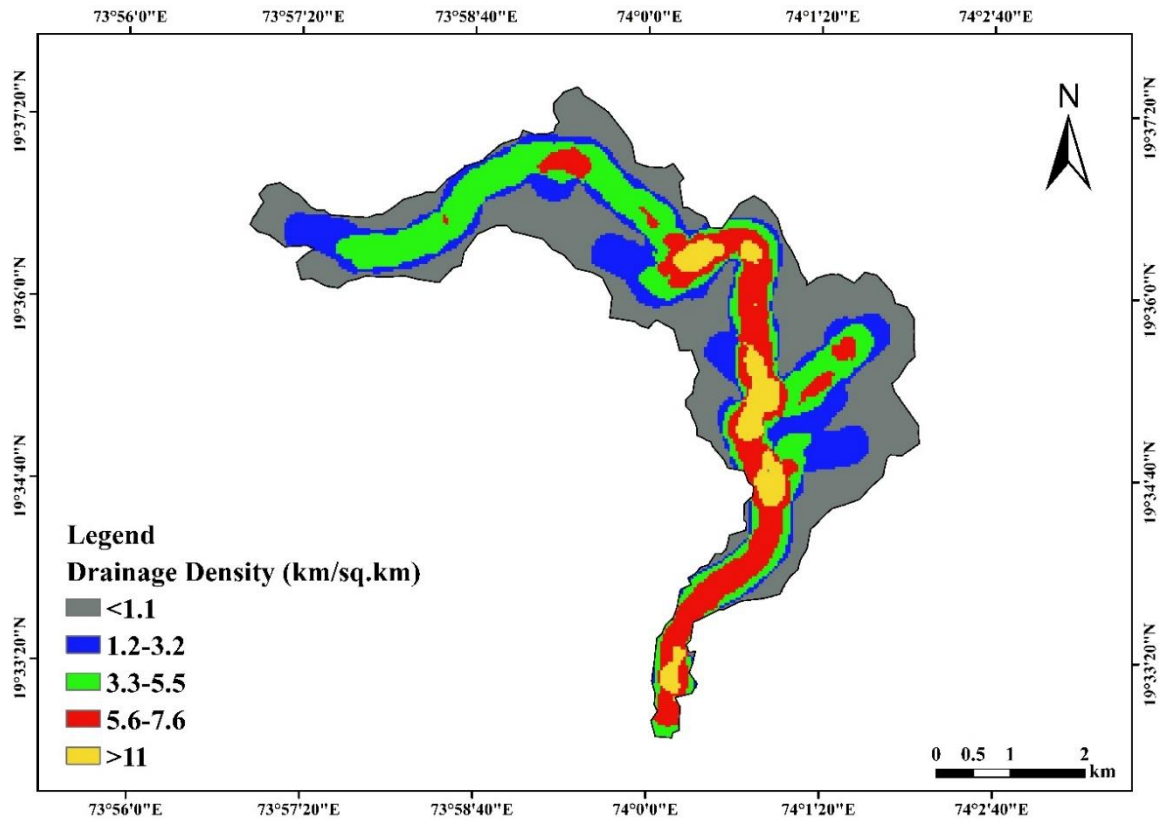 73°56'0"E 73°57'20"E 73°58'40"E 74°0'0"E 74°1'20"E 74°2'40"E
19°37'20"N 19°37'20"N
N
19°36'0"N 19°36'0"N
19°34'40"N 19°34'40"N
Legend
Drainage Density (km/sq.km)
<1.1
1.2-3.2
3.3-5.5
5.6-7.6
>11
19°33'20"N 19°33'20"N
0 0.5 1 2
km
73°56'0"E 73°57'20"E 73°58'40"E 74°0'0"E 74°1'20"E 74°2'40"E